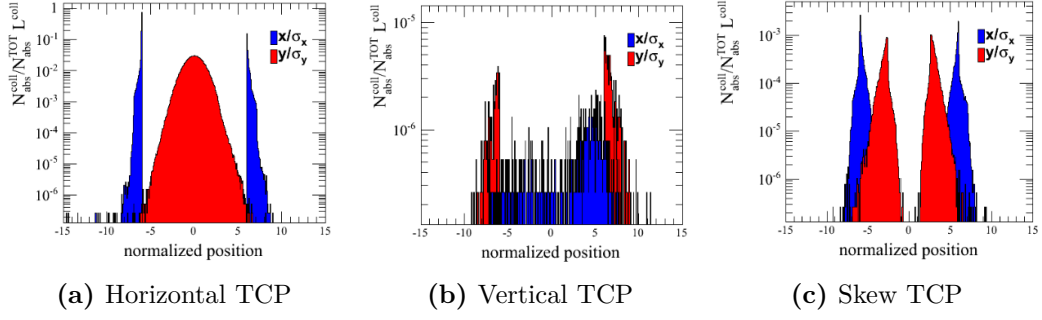 N_abs^coll/N_abs^TOT L^coll
1
10^-1
10^-2
10^-3
10^-4
10^-5
10^-6
x/σ_x
y/σ_y
-15 -10 -5 0 5 10 15
normalized position
(a) Horizontal TCP
N_abs^coll/N_abs^TOT L^coll
10^-5
10^-6
x/σ_x
y/σ_y
-15 -10 -5 0 5 10 15
normalized position
(b) Vertical TCP
N_abs^coll/N_abs^TOT L^coll
10^-3
10^-4
10^-5
10^-6
x/σ_x
y/σ_y
-15 -10 -5 0 5 10 15
normalized position
(c) Skew TCP